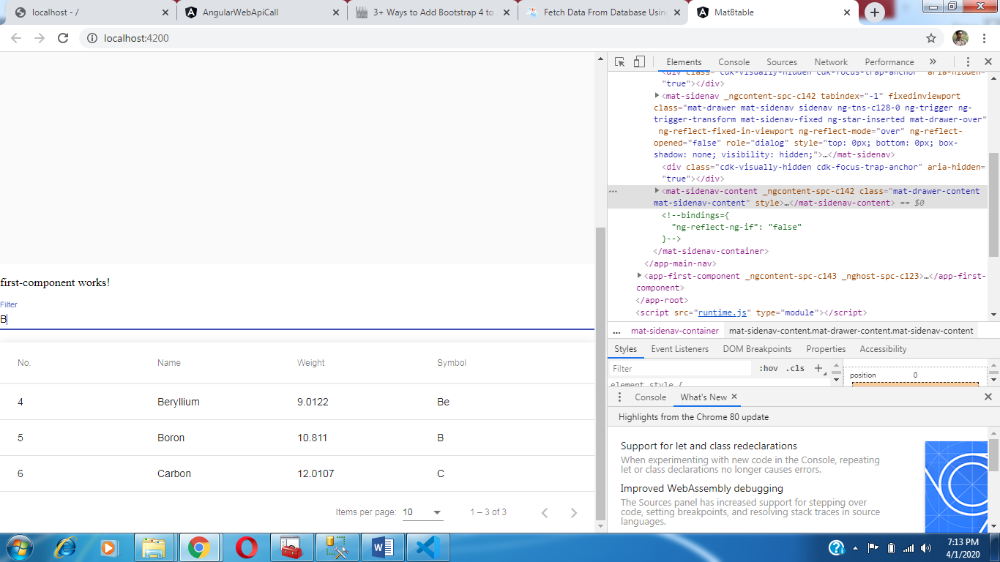 localhost - /
AngularWebApiCall
3+ Ways to Add Bootstrap 4 to
Fetch Data From Database Usin
Mat8table
localhost:4200
first-component works!
Filter
B
No. Name Weight Symbol
4 Beryllium 9.0122 Be
5 Boron 10.811 B
6 Carbon 12.0107 C
Items per page: 10 1 – 3 of 3
Elements Console Sources Network Performance »
<div class="cdk-visually-hidden cdk-focus-trap-anchor" aria-hidden=
"true"></div>
<mat-sidenav _ngcontent-spc-c142 tabindex="-1" fixedinviewport
class="mat-drawer mat-sidenav sidenav ng-tns-c128-0 ng-trigger ng-
trigger-transform mat-sidenav-fixed ng-star-inserted mat-drawer-over"
ng-reflect-fixed-in-viewport ng-reflect-mode="over" ng-reflect-
opened="false" role="dialog" style="top: 0px; bottom: 0px; box-
shadow: none; visibility: hidden;">…</mat-sidenav>
<div class="cdk-visually-hidden cdk-focus-trap-anchor" aria-hidden=
"true"></div>
<mat-sidenav-content _ngcontent-spc-c142 class="mat-drawer-content
mat-sidenav-content" style>…</mat-sidenav-content> == $0
<!--bindings={
"ng-reflect-ng-if": "false"
}-->
</mat-sidenav-container>
</app-main-nav>
<app-first-component _ngcontent-spc-c143 _nghost-spc-c123>…</app-first-
component>
</app-root>
<script src="runtime.js" type="module"></script>
... mat-sidenav-container mat-sidenav-content.mat-drawer-content.mat-sidenav-content
Styles Event Listeners DOM Breakpoints Properties Accessibility
Filter :hov .cls +
element.style {
position 0
Console What's New
Highlights from the Chrome 80 update
Support for let and class redeclarations
When experimenting with new code in the Console, repeating
let or class declarations no longer causes errors.
Improved WebAssembly debugging
The Sources panel has increased support for stepping over
code, setting breakpoints, and resolving stack traces in source
languages.
7:13 PM
4/1/2020